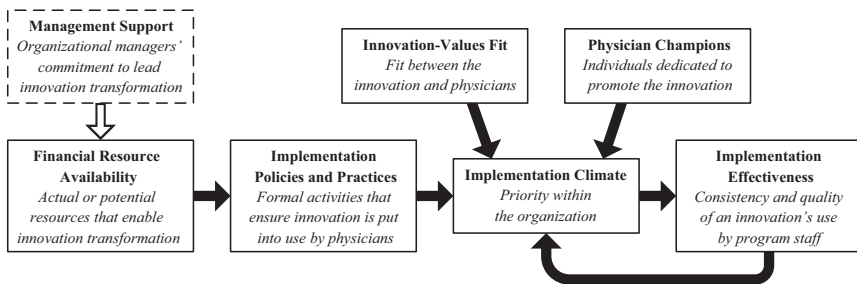 Management Support
Organizational managers’
commitment to lead
innovation transformation
Innovation-Values Fit
Fit between the
innovation and physicians
Physician Champions
Individuals dedicated to
promote the innovation
Financial Resource
Availability
Actual or potential
resources that enable
innovation transformation
Implementation
Policies and Practices
Formal activities that
ensure innovation is put
into use by physicians
Implementation Climate
Priority within
the organization
Implementation
Effectiveness
Consistency and quality
of an innovation’s use
by program staff